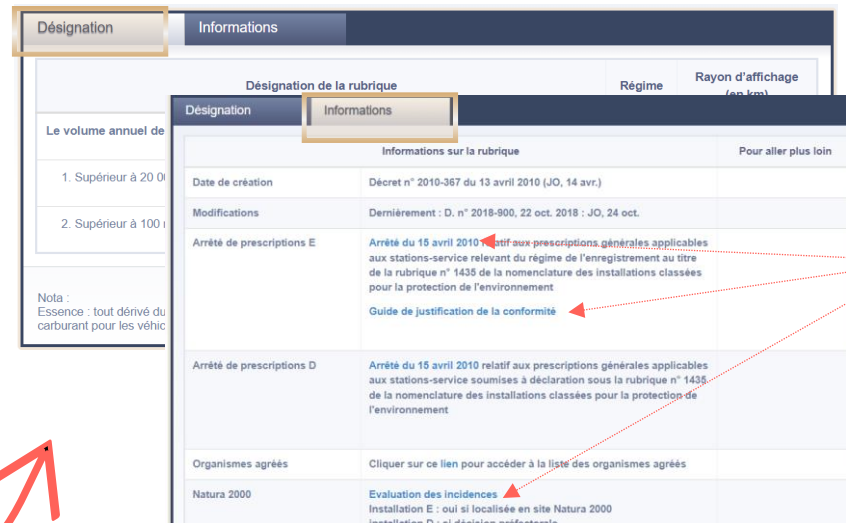 Désignation Informations
Désignation de la rubrique Régime Rayon d'affichage
(en km)
Le volume annuel de
1. Supérieur à 20 00
2. Supérieur à 100
Nota :
Essence : tout dérivé du
carburant pour les véhic
Désignation Informations
Informations sur la rubrique Pour aller plus loin
Date de création Décret n° 2010-367 du 13 avril 2010 (JO, 14 avr.)
Modifications Dernièrement : D. n° 2018-900, 22 oct. 2018 : JO, 24 oct.
Arrêté de prescriptions E Arrêté du 15 avril 2010 relatif aux prescriptions générales applicables
aux stations-service relevant du régime de l'enregistrement au titre
de la rubrique n° 1435 de la nomenclature des installations classées
pour la protection de l'environnement
Guide de justification de la conformité
Arrêté de prescriptions D Arrêté du 15 avril 2010 relatif aux prescriptions générales applicables
aux stations-service soumises à déclaration sous la rubrique n° 1435
de la nomenclature des installations classées pour la protection de
l'environnement
Organismes agréés Cliquer sur ce lien pour accéder à la liste des organismes agréés
Natura 2000 Evaluation des incidences
Installation E : oui si localisée en site Natura 2000
Installation D : si décision préfectorale